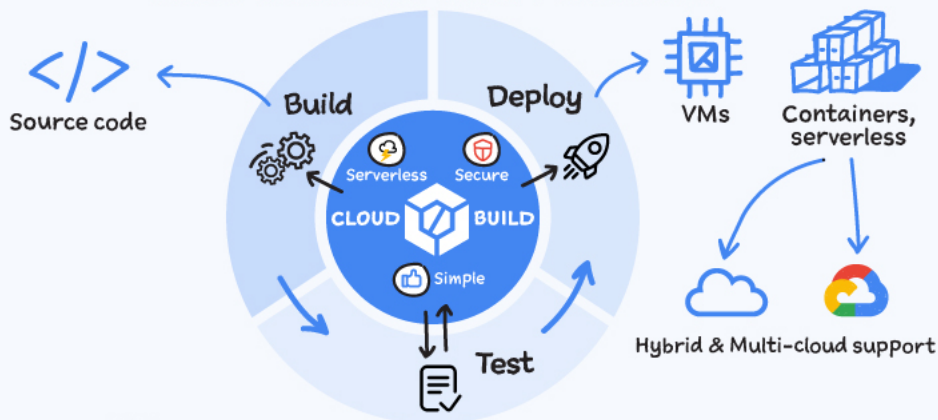 Source code
Build
Deploy
VMs
Containers,
serverless
Serverless
Secure
CLOUD BUILD
Simple
Test
Hybrid & Multi-cloud support